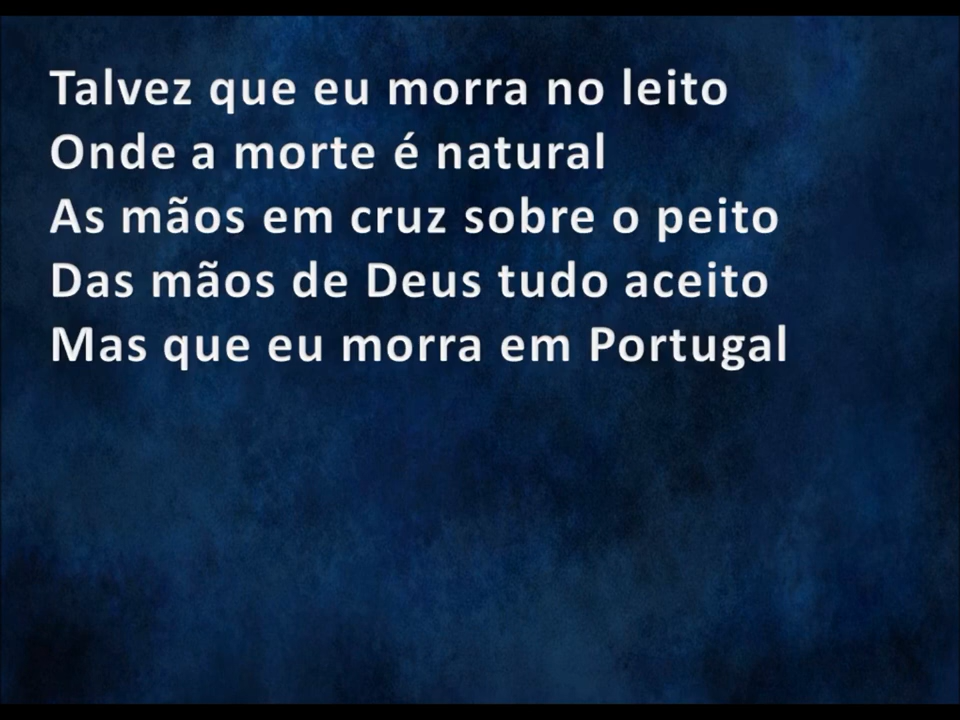 Talvez que eu morra no leito
Onde a morte é natural
As mãos em cruz sobre o peito
Das mãos de Deus tudo aceito
Mas que eu morra em Portugal